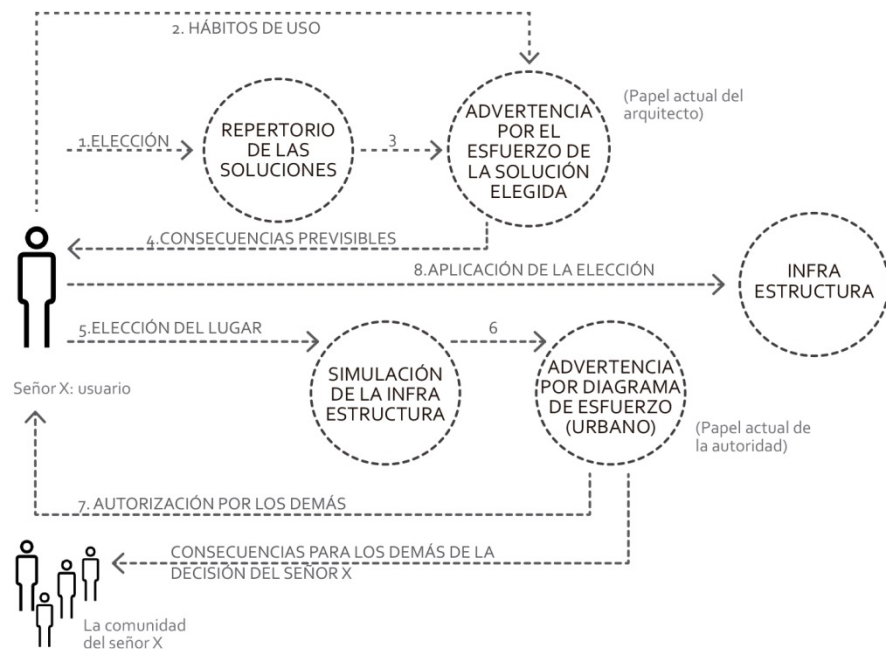 2. HÁBITOS DE USO
1.ELECCIÓN
REPERTORIO
DE LAS
SOLUCIONES
3
ADVERTENCIA
POR EL
ESFUERZO DE
LA SOLUCIÓN
ELEGIDA
(Papel actual del
arquitecto)
4.CONSECUENCIAS PREVISIBLES
8.APLICACIÓN DE LA ELECCIÓN
INFRA
ESTRUCTURA
5.ELECCIÓN DEL LUGAR
SIMULACIÓN
DE LA INFRA
ESTRUCTURA
6
ADVERTENCIA
POR DIAGRAMA
DE ESFUERZO
(URBANO)
(Papel actual de
la autoridad)
Señor X: usuario
7. AUTORIZACIÓN POR LOS DEMÁS
CONSECUENCIAS PARA LOS DEMÁS DE LA
DECISIÓN DEL SEÑOR X
La comunidad
del señor X